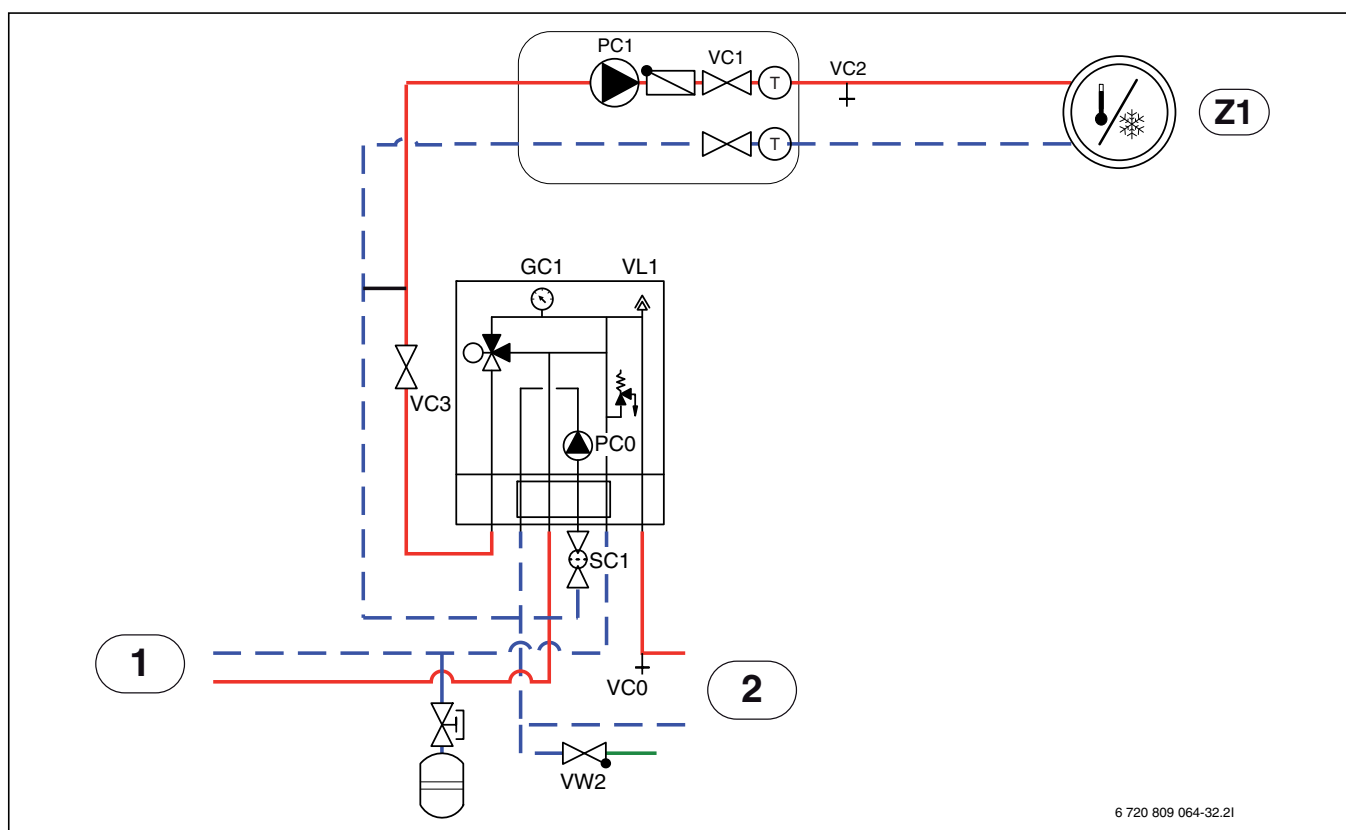 PC1
VC1
VC2
T
Z1
T
GC1
VL1
VC3
PC0
SC1
1
VC0
2
VW2
6 720 809 064-32.2I